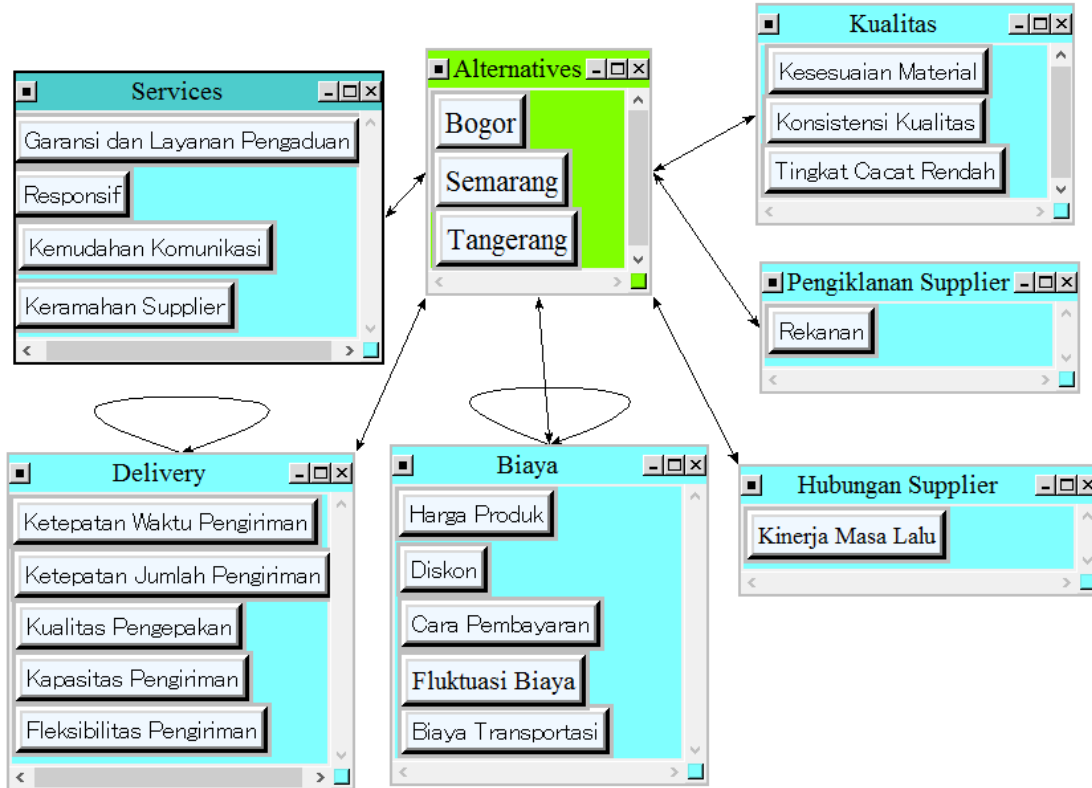 Services
Garansi dan Layanan Pengaduan
Responsif
Kemudahan Komunikasi
Keramahan Supplier
Alternatives
Bogor
Semarang
Tangerang
Kualitas
Kesesuaian Material
Konsistensi Kualitas
Tingkat Cacat Rendah
Pengiklanan Supplier
Rekanan
Delivery
Ketepatan Waktu Pengiriman
Ketepatan Jumlah Pengiriman
Kualitas Pengepakan
Kapasitas Pengiriman
Fleksibilitas Pengiriman
Biaya
Harga Produk
Diskon
Cara Pembayaran
Fluktuasi Biaya
Biaya Transportasi
Hubungan Supplier
Kinerja Masa Lalu